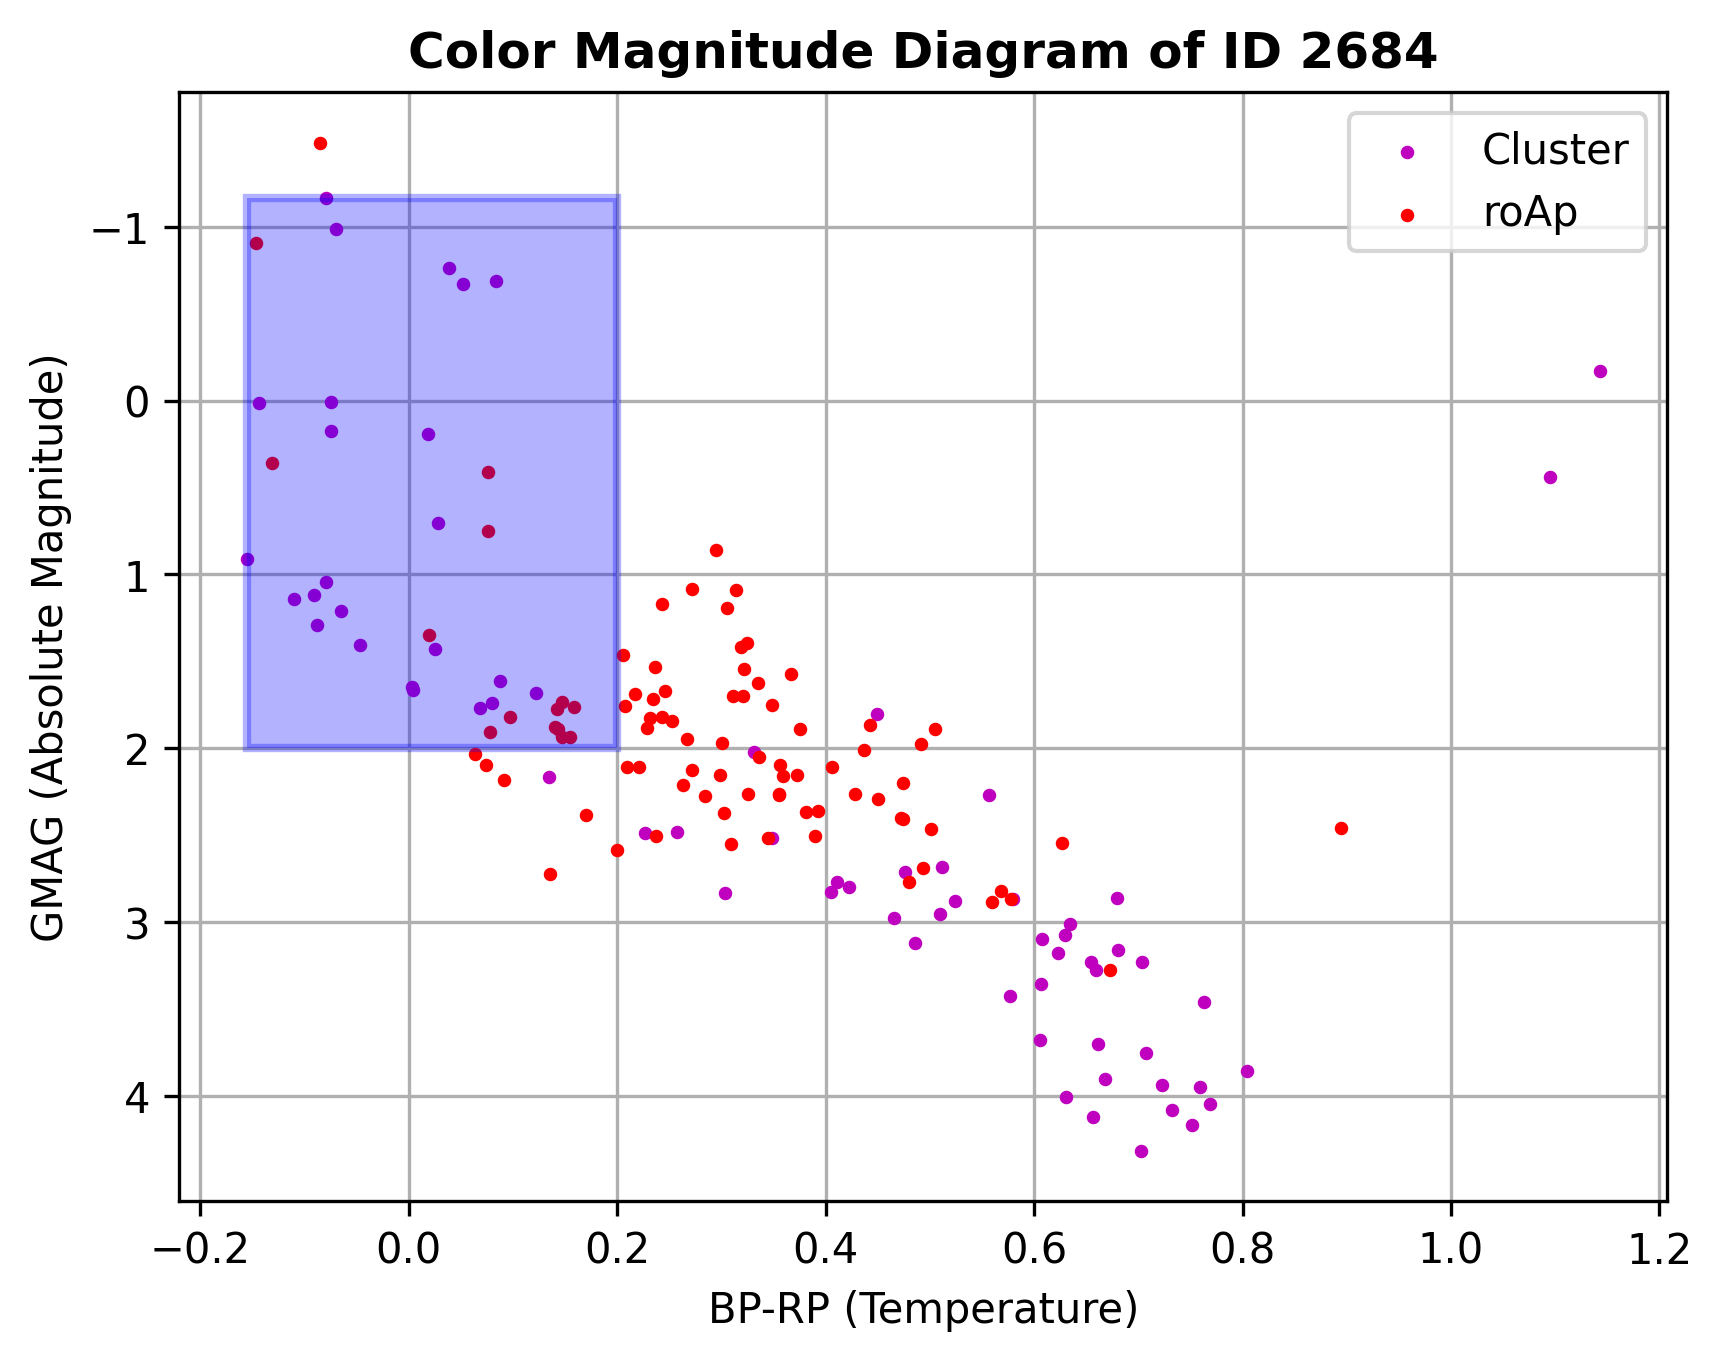 Color Magnitude Diagram of ID 2684
Cluster
roAp
GMAG (Absolute Magnitude)
−1
0
1
2
3
4
−0.2 0.0 0.2 0.4 0.6 0.8 1.0 1.2
BP-RP (Temperature)